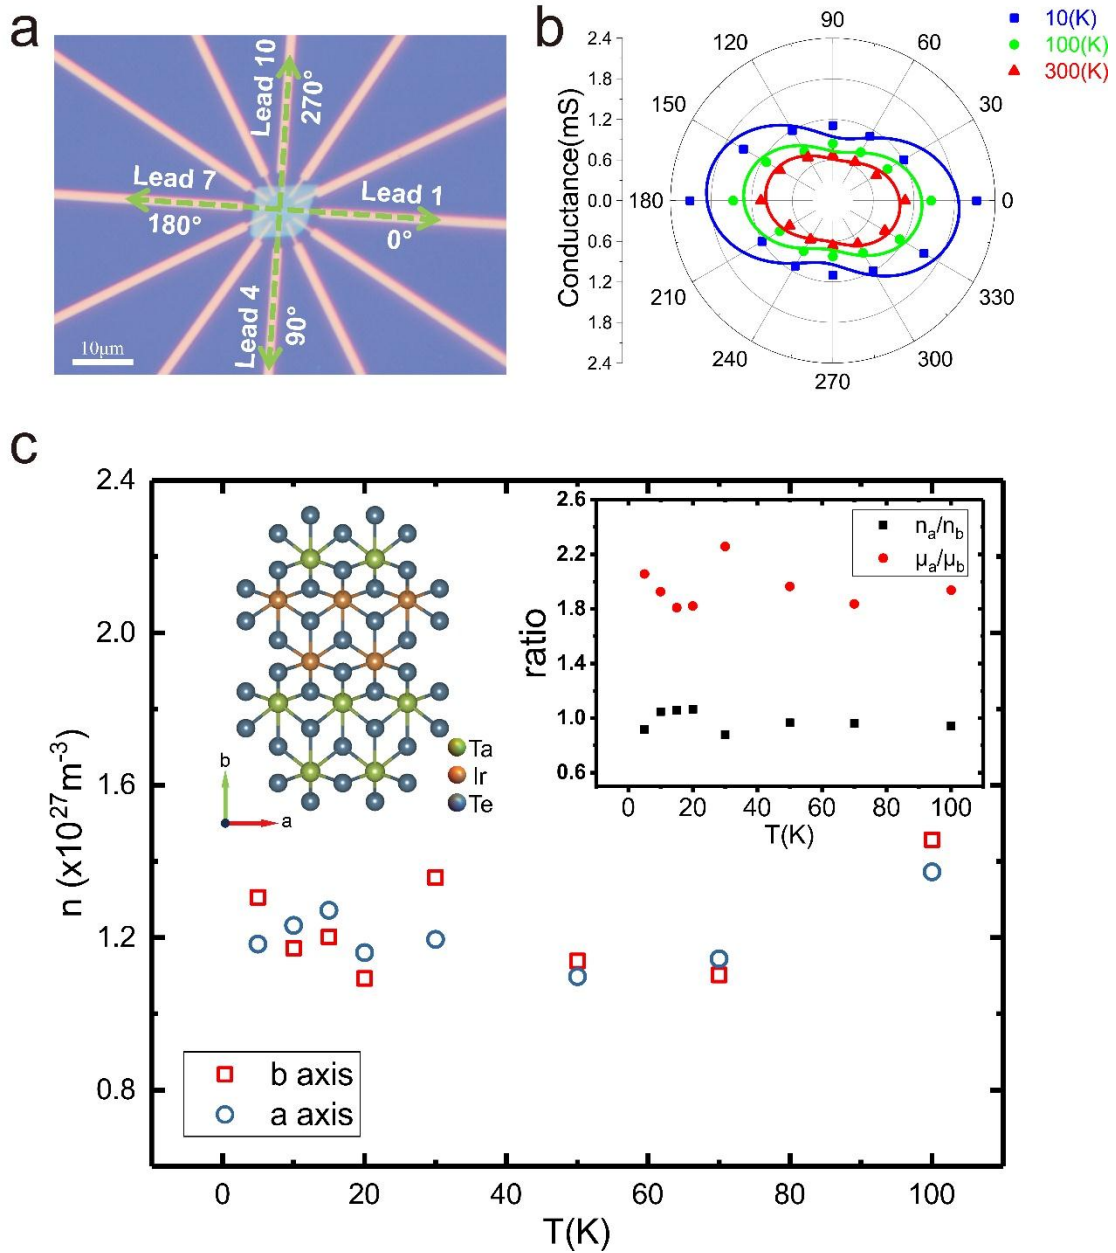 a
Lead 10
270°
Lead 7
180°
Lead 1
0°
Lead 4
90°
10μm
b
10(K)
100(K)
300(K)
Conductance(mS)
2.4
1.8
1.2
0.6
0.0
0.6
1.2
1.8
2.4
90
60
30
0
330
300
270
240
210
180
150
120
c
n (x10²⁷m⁻³)
2.4
2.0
1.6
1.2
0.8
0 20 40 60 80 100
T(K)
b
a
Ta
Ir
Te
b axis
a axis
ratio
2.6
2.2
1.8
1.4
1.0
0.6
0 20 40 60 80 100
T(K)
nₐ/n_b
μₐ/μ_b